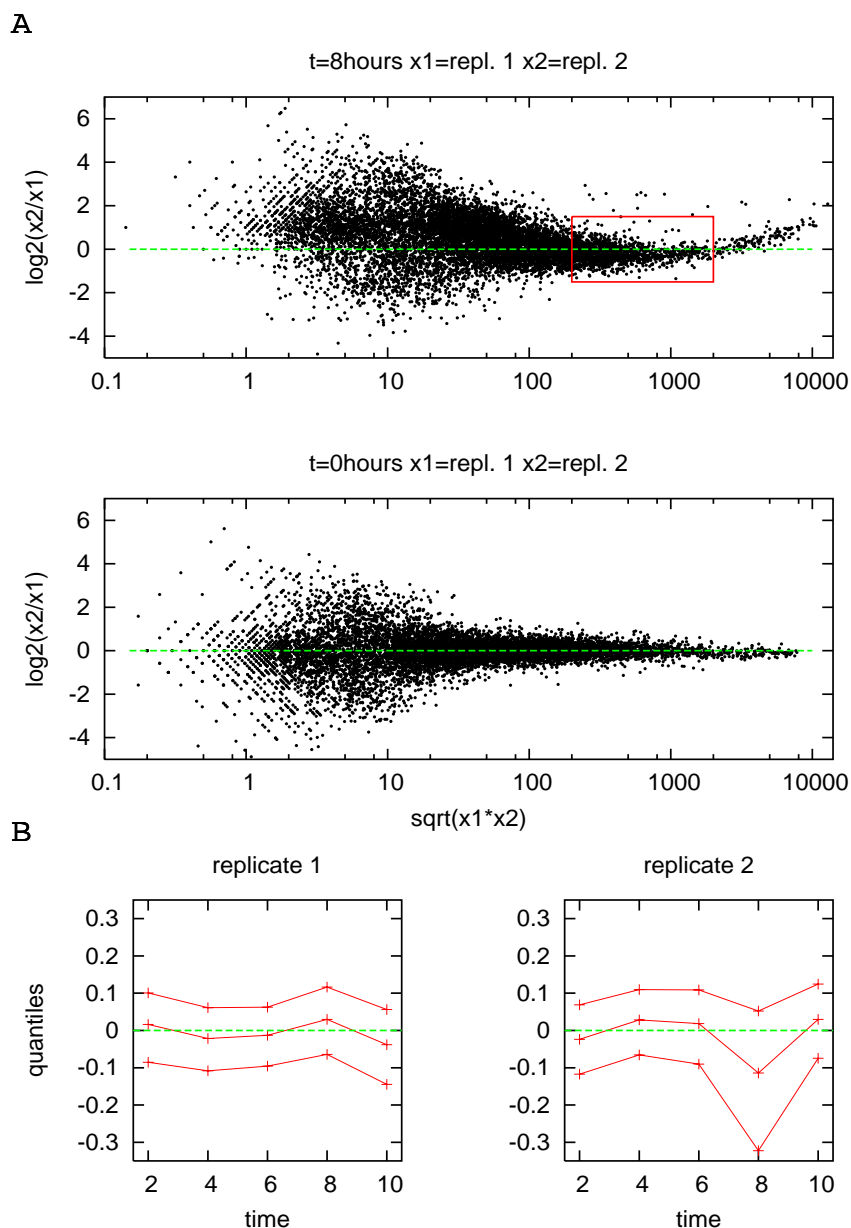 A
t=8hours x1=repl. 1 x2=repl. 2
log2(x2/x1)
6
4
2
0
-2
-4
0.1 1 10 100 1000 10000
t=0hours x1=repl. 1 x2=repl. 2
log2(x2/x1)
6
4
2
0
-2
-4
0.1 1 10 100 1000 10000
sqrt(x1*x2)
B
replicate 1
quantiles
0.3
0.2
0.1
0
-0.1
-0.2
-0.3
2 4 6 8 10
time
replicate 2
0.3
0.2
0.1
0
-0.1
-0.2
-0.3
2 4 6 8 10
time